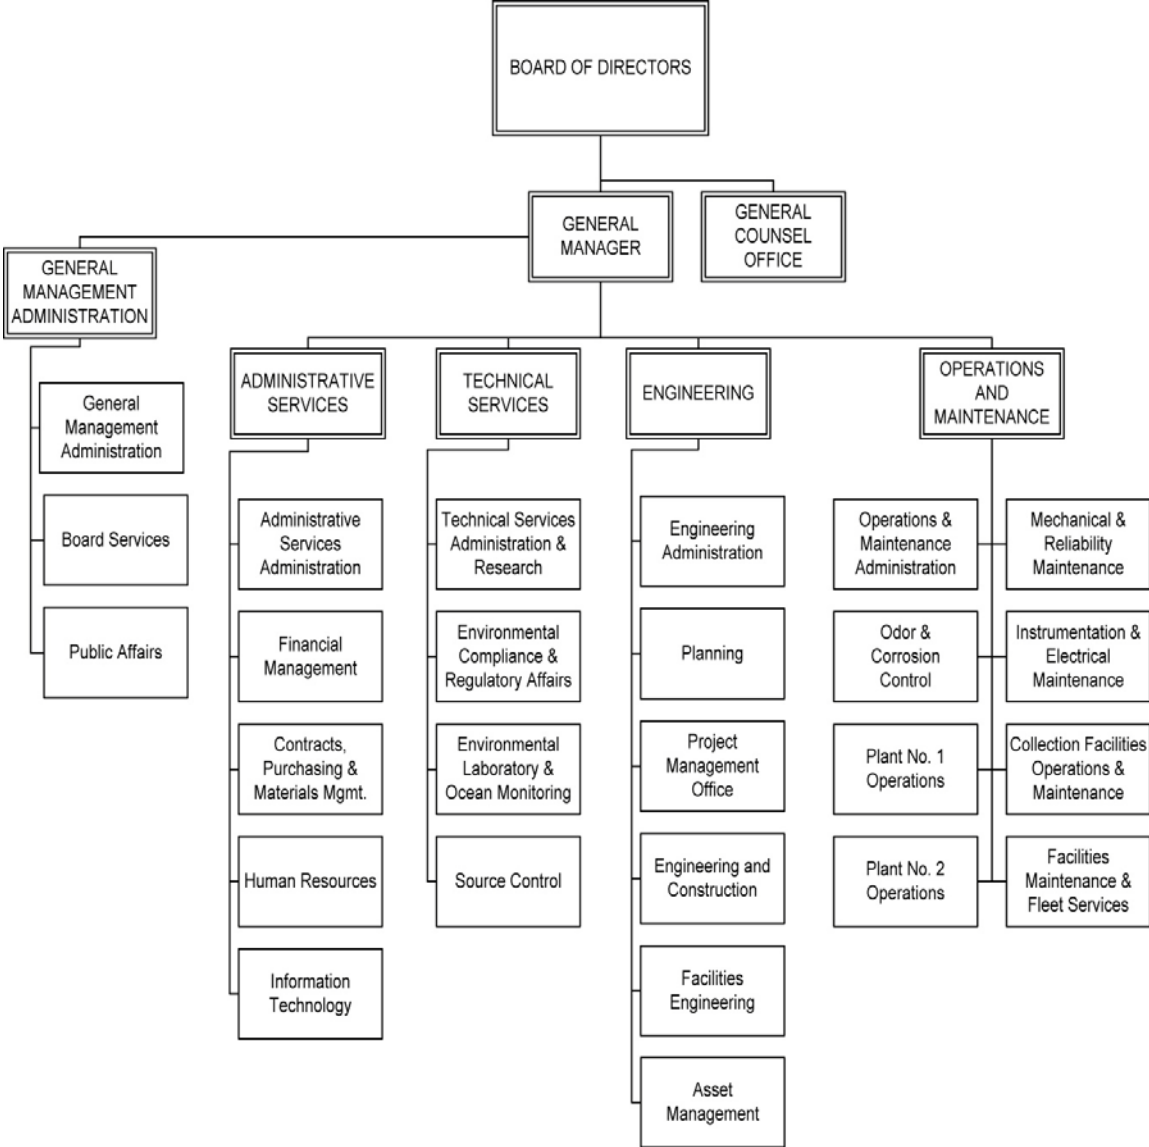 BOARD OF DIRECTORS
GENERAL
MANAGER
GENERAL
COUNSEL
OFFICE
GENERAL
MANAGEMENT
ADMINISTRATION
General
Management
Administration
Board Services
Public Affairs
ADMINISTRATIVE
SERVICES
Administrative
Services
Administration
Financial
Management
Contracts,
Purchasing &
Materials Mgmt.
Human Resources
Information
Technology
TECHNICAL
SERVICES
Technical Services
Administration &
Research
Environmental
Compliance &
Regulatory Affairs
Environmental
Laboratory &
Ocean Monitoring
Source Control
ENGINEERING
Engineering
Administration
Planning
Project
Management
Office
Engineering and
Construction
Facilities
Engineering
Asset
Management
OPERATIONS
AND
MAINTENANCE
Operations &
Maintenance
Administration
Odor &
Corrosion
Control
Plant No. 1
Operations
Plant No. 2
Operations
Mechanical &
Reliability
Maintenance
Instrumentation &
Electrical
Maintenance
Collection Facilities
Operations &
Maintenance
Facilities
Maintenance &
Fleet Services